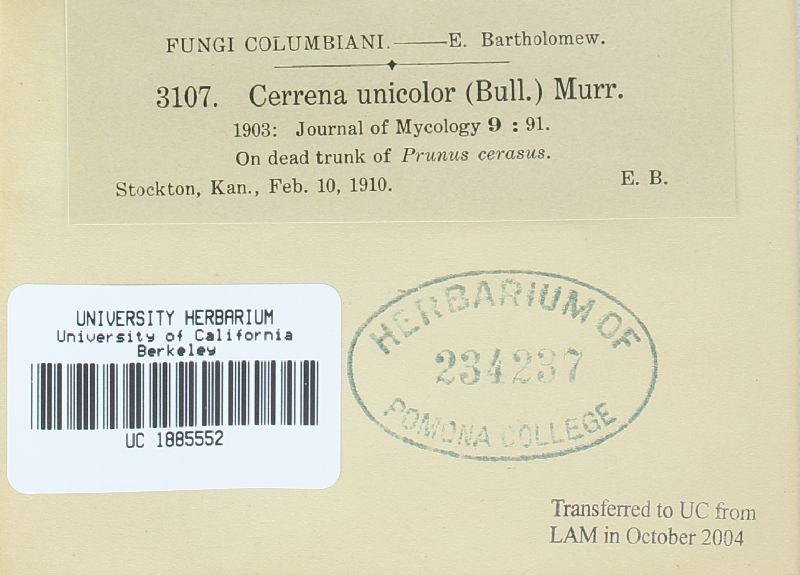 FUNGI COLUMBIANI.——E. Bartholomew.
3107. Cerrena unicolor (Bull.) Murr.
1903: Journal of Mycology 9 : 91.
On dead trunk of Prunus cerasus.
Stockton, Kan., Feb. 10, 1910. E. B.
UNIVERSITY HERBARIUM
University of California
Berkeley
UC 1885552
HERBARIUM OF
234237
POMONA COLLEGE
Transferred to UC from
LAM in October 2004